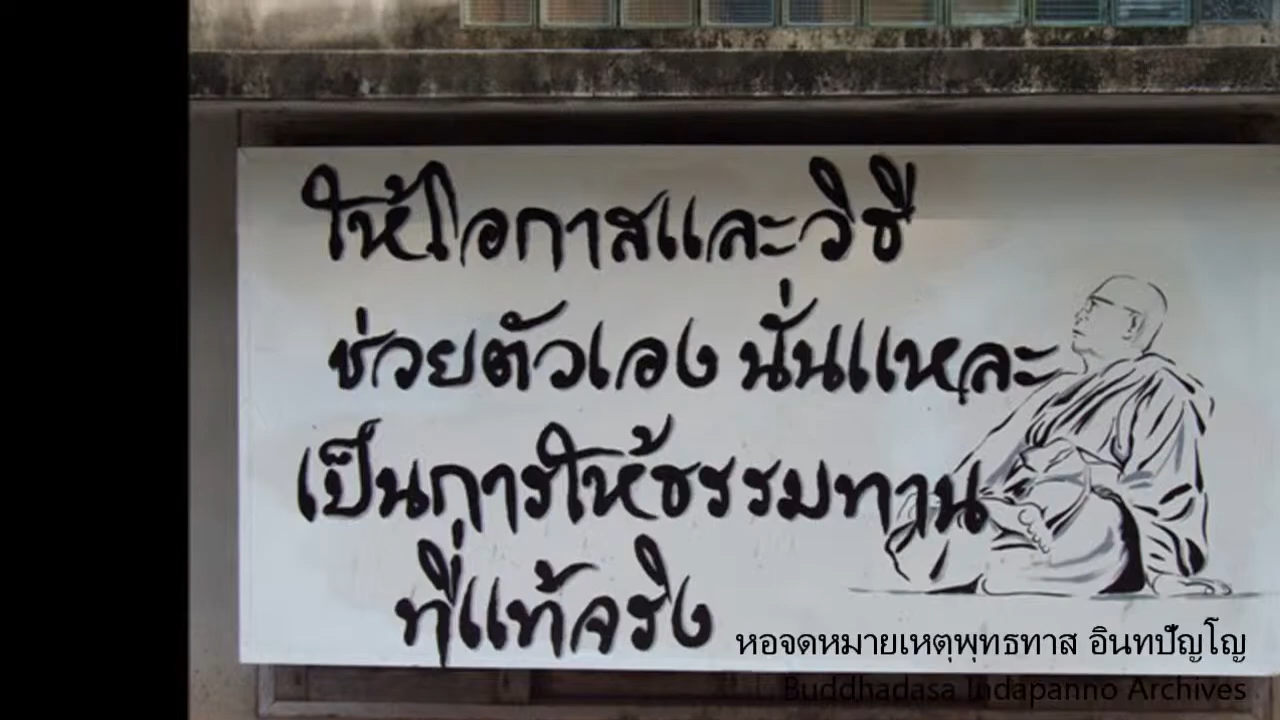 ให้โอกาสและวิธี
ช่วยตัวเอง นั่นแหละ
เป็นการให้ธรรมทาน
ที่แท้จริง
หอจดหมายเหตุพุทธทาส อินทปัญโญ
Buddhadasa Indapanno Archives